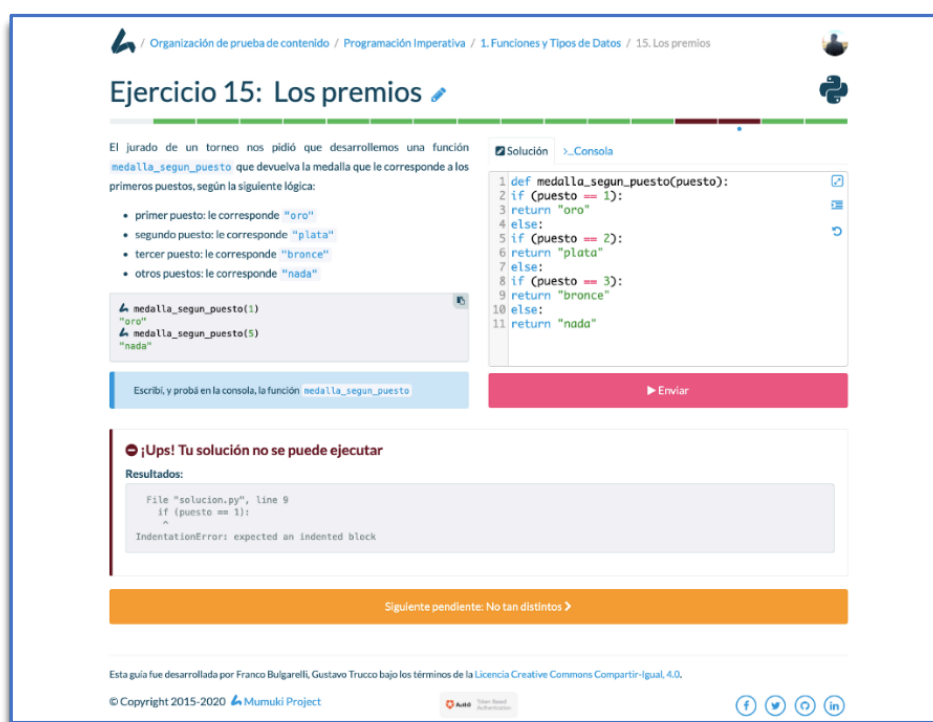 / Organización de prueba de contenido / Programación Imperativa / 1. Funciones y Tipos de Datos / 15. Los premios
Ejercicio 15: Los premios
El jurado de un torneo nos pidió que desarrollemos una función
medalla_segun_puesto que devuelva la medalla que le corresponde a los
primeros puestos, según la siguiente lógica:
• primer puesto: le corresponde "oro"
• segundo puesto: le corresponde "plata"
• tercer puesto: le corresponde "bronce"
• otros puestos: le corresponde "nada"
medalla_segun_puesto(1)
"oro"
medalla_segun_puesto(5)
"nada"
Escribí, y probá en la consola, la función medalla_segun_puesto
Solución >_Consola
1 def medalla_segun_puesto(puesto):
2 if (puesto == 1):
3 return "oro"
4 else:
5 if (puesto == 2):
6 return "plata"
7 else:
8 if (puesto == 3):
9 return "bronce"
10 else:
11 return "nada"
Enviar
¡Ups! Tu solución no se puede ejecutar
Resultados:
File "solucion.py", line 9
if (puesto == 1):
^
IndentationError: expected an indented block
Siguiente pendiente: No tan distintos
Esta guía fue desarrollada por Franco Bulgarelli, Gustavo Trucco bajo los términos de la Licencia Creative Commons Compartir-Igual, 4.0.
© Copyright 2015-2020 Mumuki Project
Auth0 Token Based
Authentication